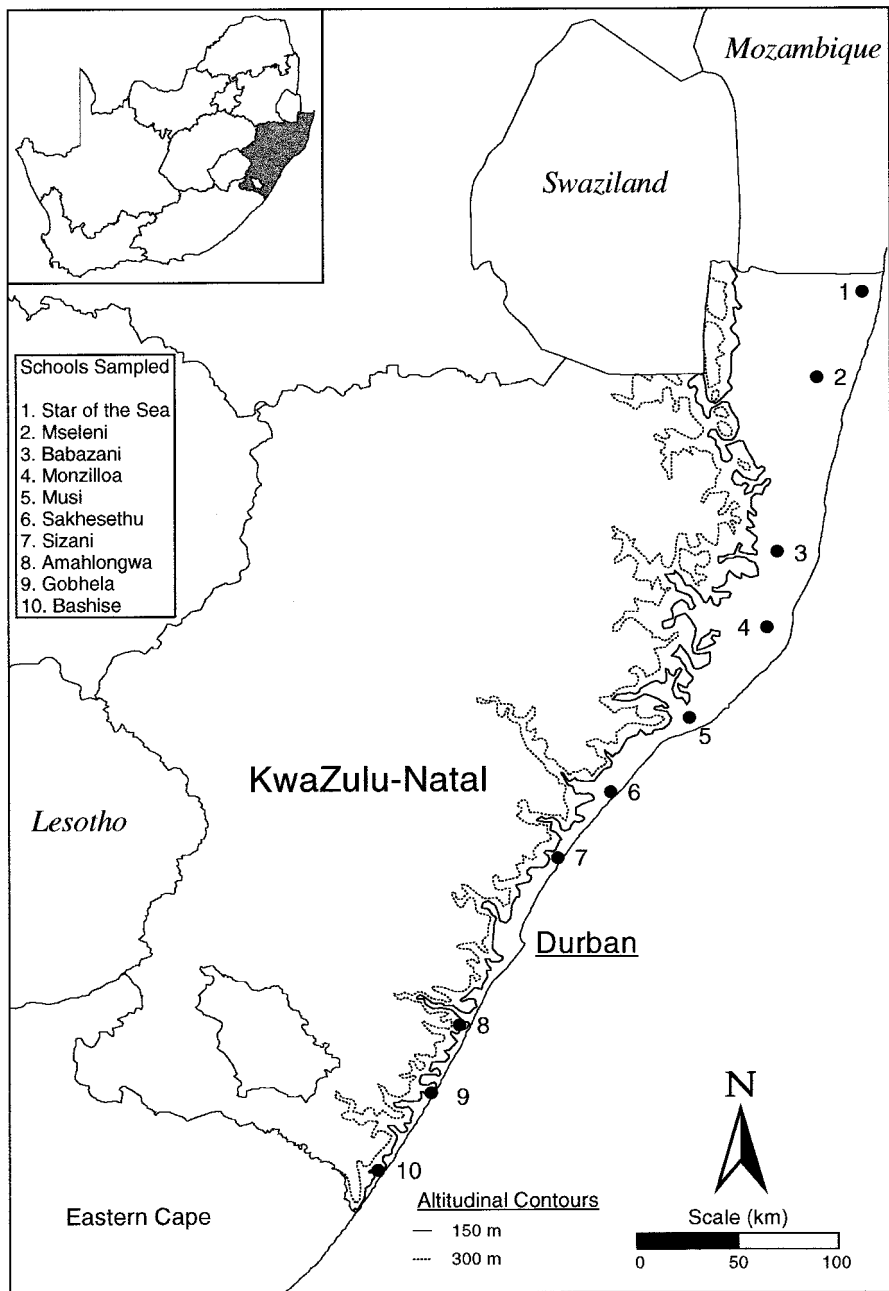 Mozambique
Swaziland
1
2
Schools Sampled
1. Star of the Sea
2. Mseleni
3. Babazani
4. Monzilloa
5. Musi
6. Sakhesethu
7. Sizani
8. Amahlongwa
9. Gobhela
10. Bashise
3
4
5
KwaZulu-Natal
6
Lesotho
7
Durban
8
9
N
10
Eastern Cape
Altitudinal Contours
150 m
300 m
Scale (km)
0 50 100